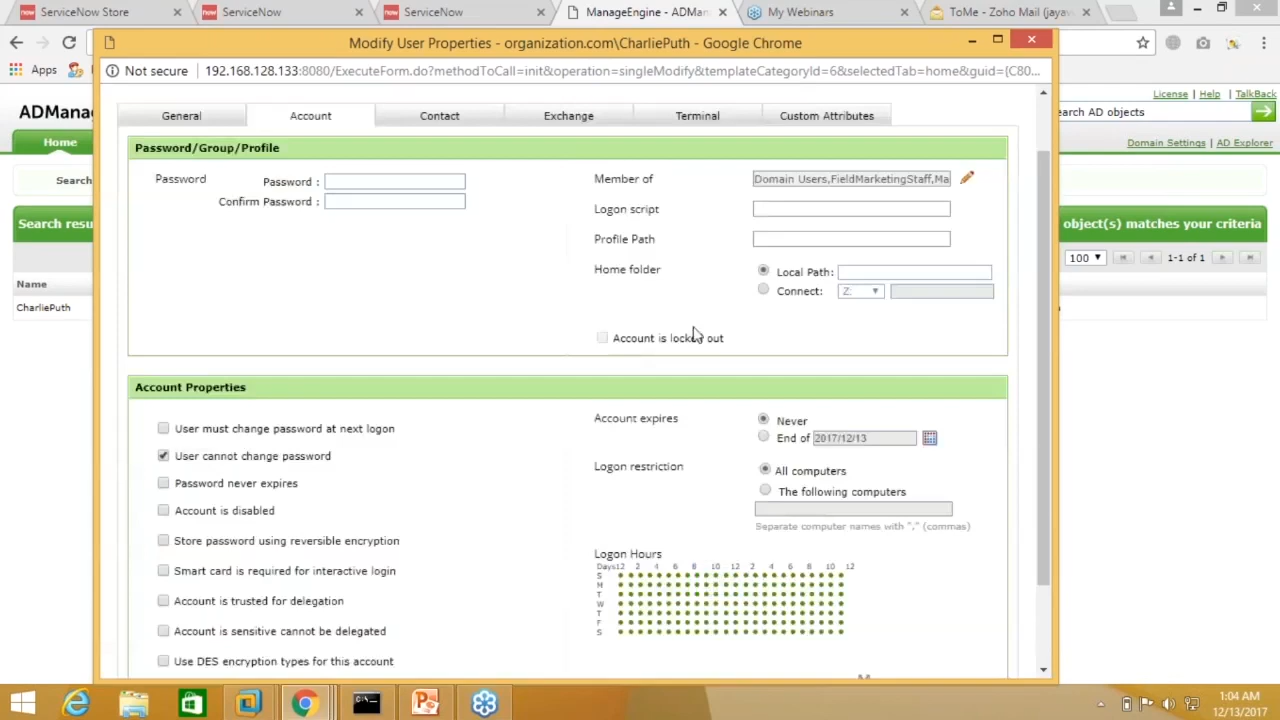 ServiceNow Store
ServiceNow
ServiceNow
ManageEngine - ADMan
My Webinars
ToMe - Zoho Mail (jayav
Modify User Properties - organization.com\CharliePuth - Google Chrome
Not secure 192.168.128.133:8080/ExecuteForm.do?methodToCall=init&operation=singleModify&templateCategoryId=6&selectedTab=home&guid={C80...
Apps
ADMana
License | Help | TalkBack
earch AD objects
Home
Domain Settings | AD Explorer
Search
Search resu
object(s) matches your criteria
100
1-1 of 1
Name
CharliePuth
General
Account
Contact
Exchange
Terminal
Custom Attributes
Password/Group/Profile
Password
Password :
Confirm Password :
Member of
Domain Users,FieldMarketingStaff,Ma
Logon script
Profile Path
Home folder
Local Path:
Connect:
Z:
Account is locked out
Account Properties
User must change password at next logon
User cannot change password
Password never expires
Account is disabled
Store password using reversible encryption
Smart card is required for interactive login
Account is trusted for delegation
Account is sensitive cannot be delegated
Use DES encryption types for this account
Account expires
Never
End of 2017/12/13
Logon restriction
All computers
The following computers
Separate computer names with "," (commas)
Logon Hours
Days12 2 4 6 8 10 12 2 4 6 8 10 12
S
M
T
W
T
F
S
1:04 AM
12/13/2017